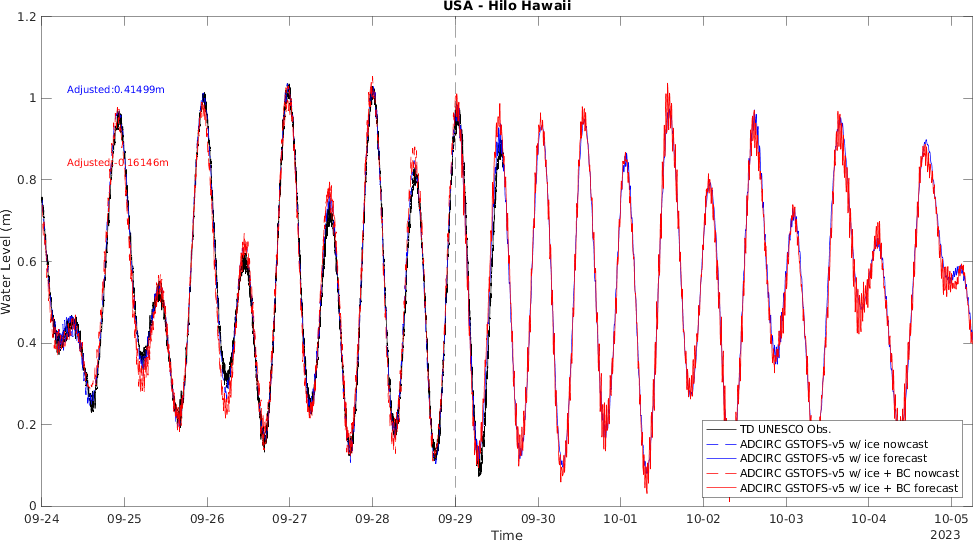 USA - Hilo Hawaii
1.2
1
0.8
0.6
0.4
0.2
0
Water Level (m)
Adjusted:0.41499m
Adjusted:-0.16146m
TD UNESCO Obs.
ADCIRC GSTOFS-v5 w/ ice nowcast
ADCIRC GSTOFS-v5 w/ ice forecast
ADCIRC GSTOFS-v5 w/ ice + BC nowcast
ADCIRC GSTOFS-v5 w/ ice + BC forecast
09-24 09-25 09-26 09-27 09-28 09-29 09-30 10-01 10-02 10-03 10-04 10-05
Time 2023